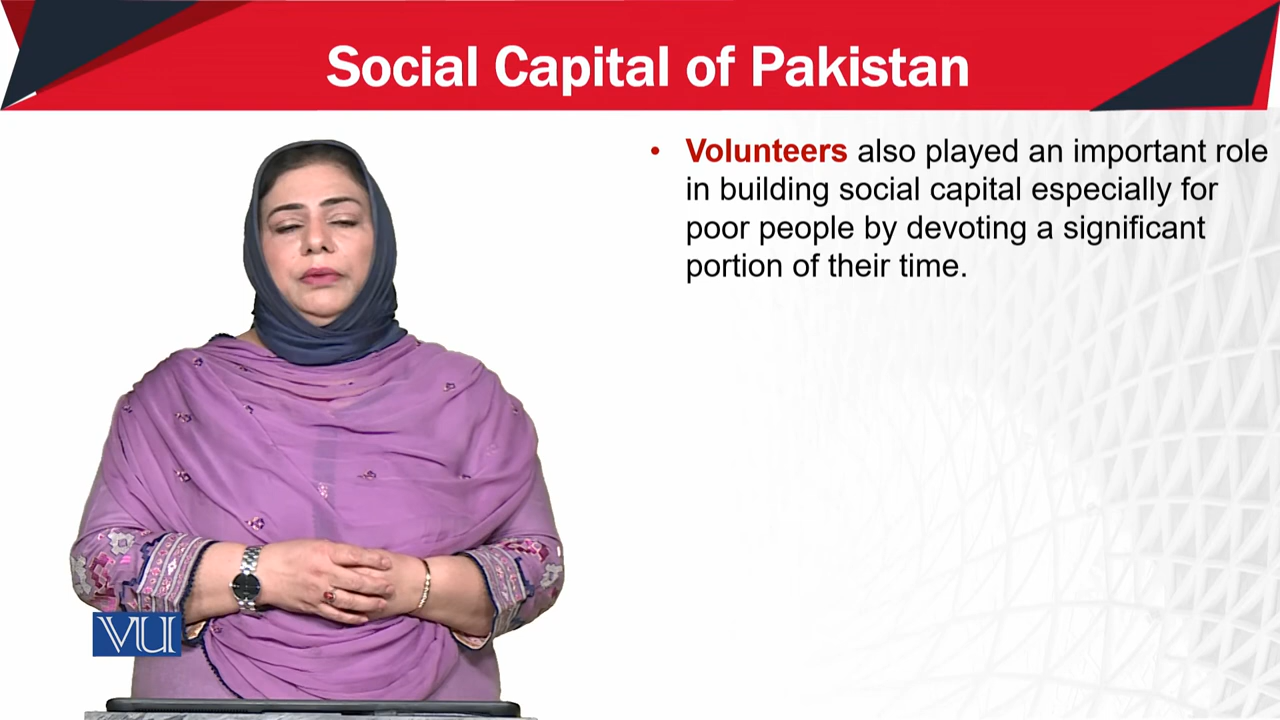 Social Capital of Pakistan
• Volunteers also played an important role
in building social capital especially for
poor people by devoting a significant
portion of their time.
VU